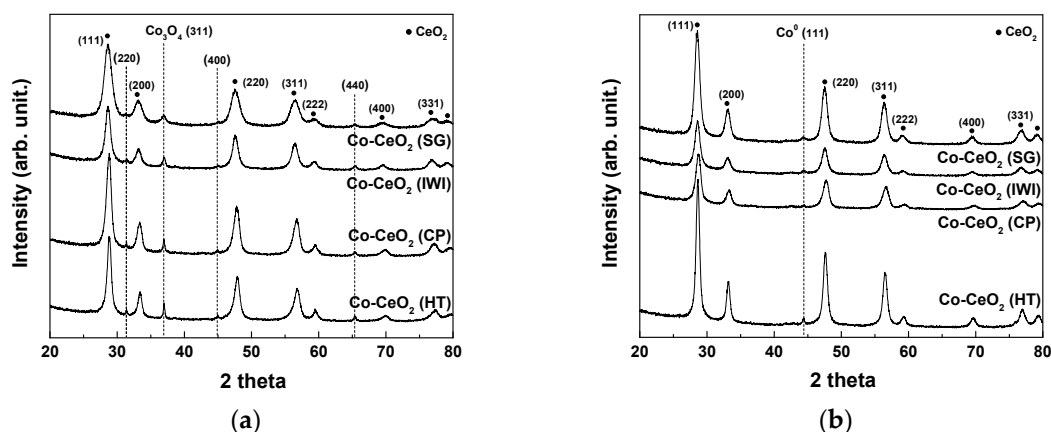 Co₃O₄ (311)
● CeO₂
(111)
(220)
(400)
(200)
(220)
(311)
(222)
(440)
(400)
(331)
Co-CeO₂ (SG)
Co-CeO₂ (IWI)
Co-CeO₂ (CP)
Co-CeO₂ (HT)
Intensity (arb. unit.)
20 30 40 50 60 70 80
2 theta
(a)
Co⁰ (111)
● CeO₂
(111)
(200)
(220)
(311)
(222)
(400)
(331)
Co-CeO₂ (SG)
Co-CeO₂ (IWI)
Co-CeO₂ (CP)
Co-CeO₂ (HT)
Intensity (arb. unit.)
20 30 40 50 60 70 80
2 theta
(b)